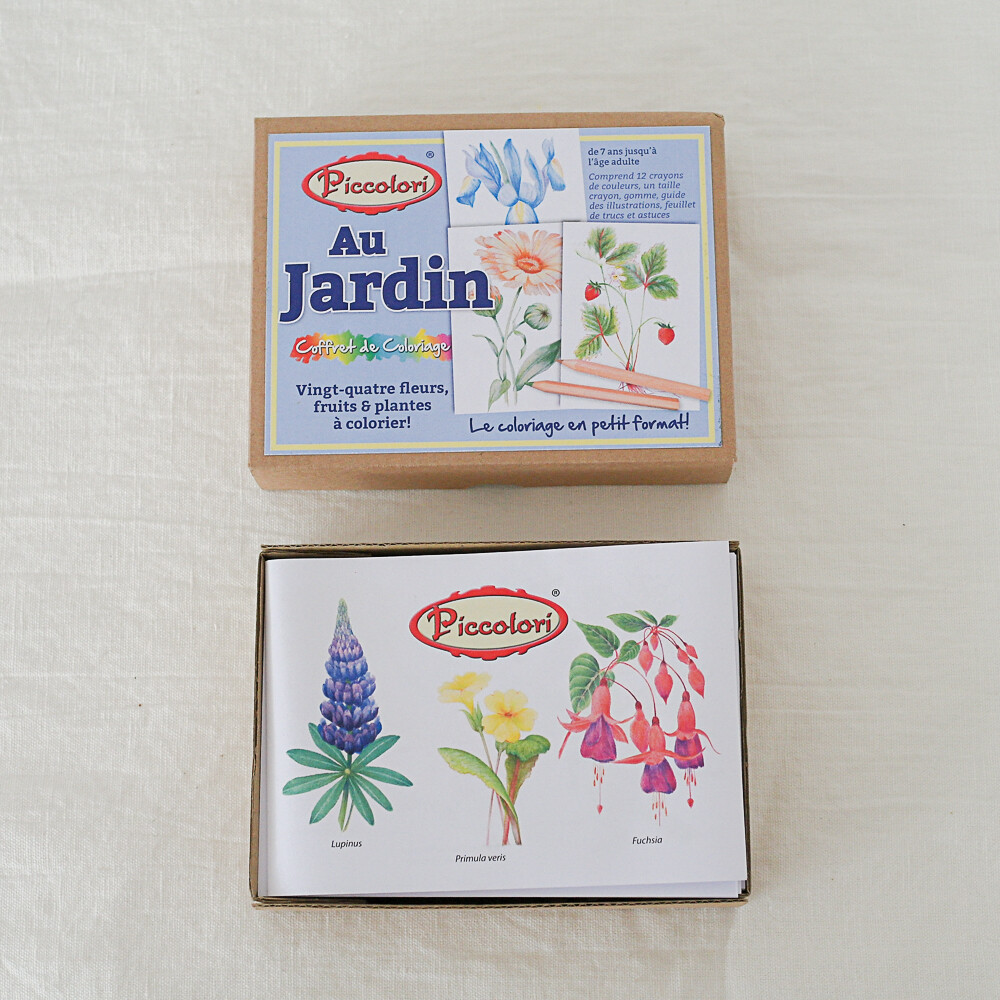 Piccolori®
Au
Jardin
Coffret de Coloriage
Vingt-quatre fleurs,
fruits & plantes
à colorier!
de 7 ans jusqu'à
l'âge adulte
Comprend 12 crayons
de couleurs, un taille
crayon, gomme, guide
des illustrations, feuillet
de trucs et astuces
Le coloriage en petit format!
Piccolori®
Lupinus
Primula veris
Fuchsia